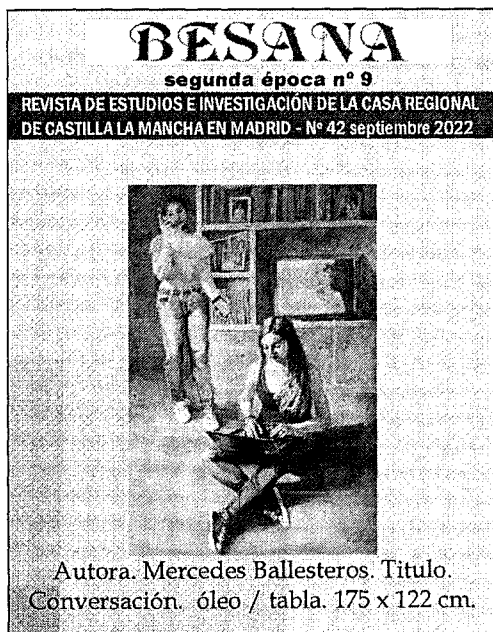 BESANA
segunda época nº 9
REVISTA DE ESTUDIOS E INVESTIGACIÓN DE LA CASA REGIONAL
DE CASTILLA LA MANCHA EN MADRID - Nº 42 septiembre 2022
Autora. Mercedes Ballesteros. Titulo.
Conversación. óleo / tabla. 175 x 122 cm.